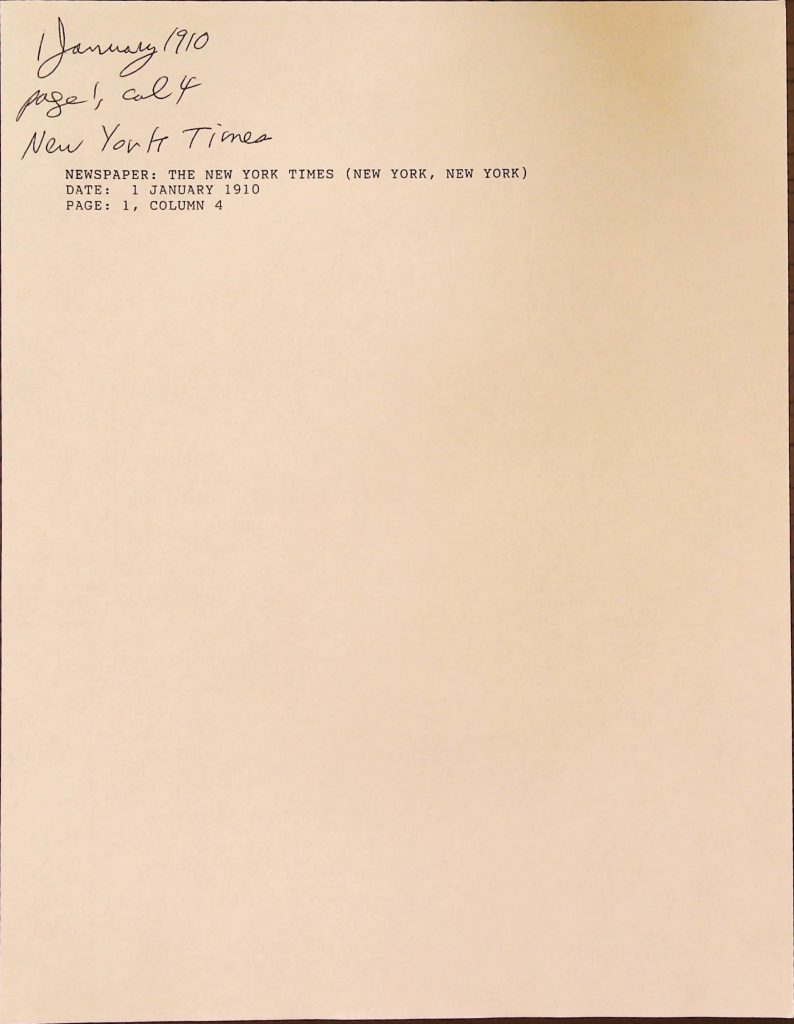 1 January 1910
page 1, col 4
New York Times
NEWSPAPER: THE NEW YORK TIMES (NEW YORK, NEW YORK)
DATE:  1 JANUARY 1910
PAGE: 1, COLUMN 4